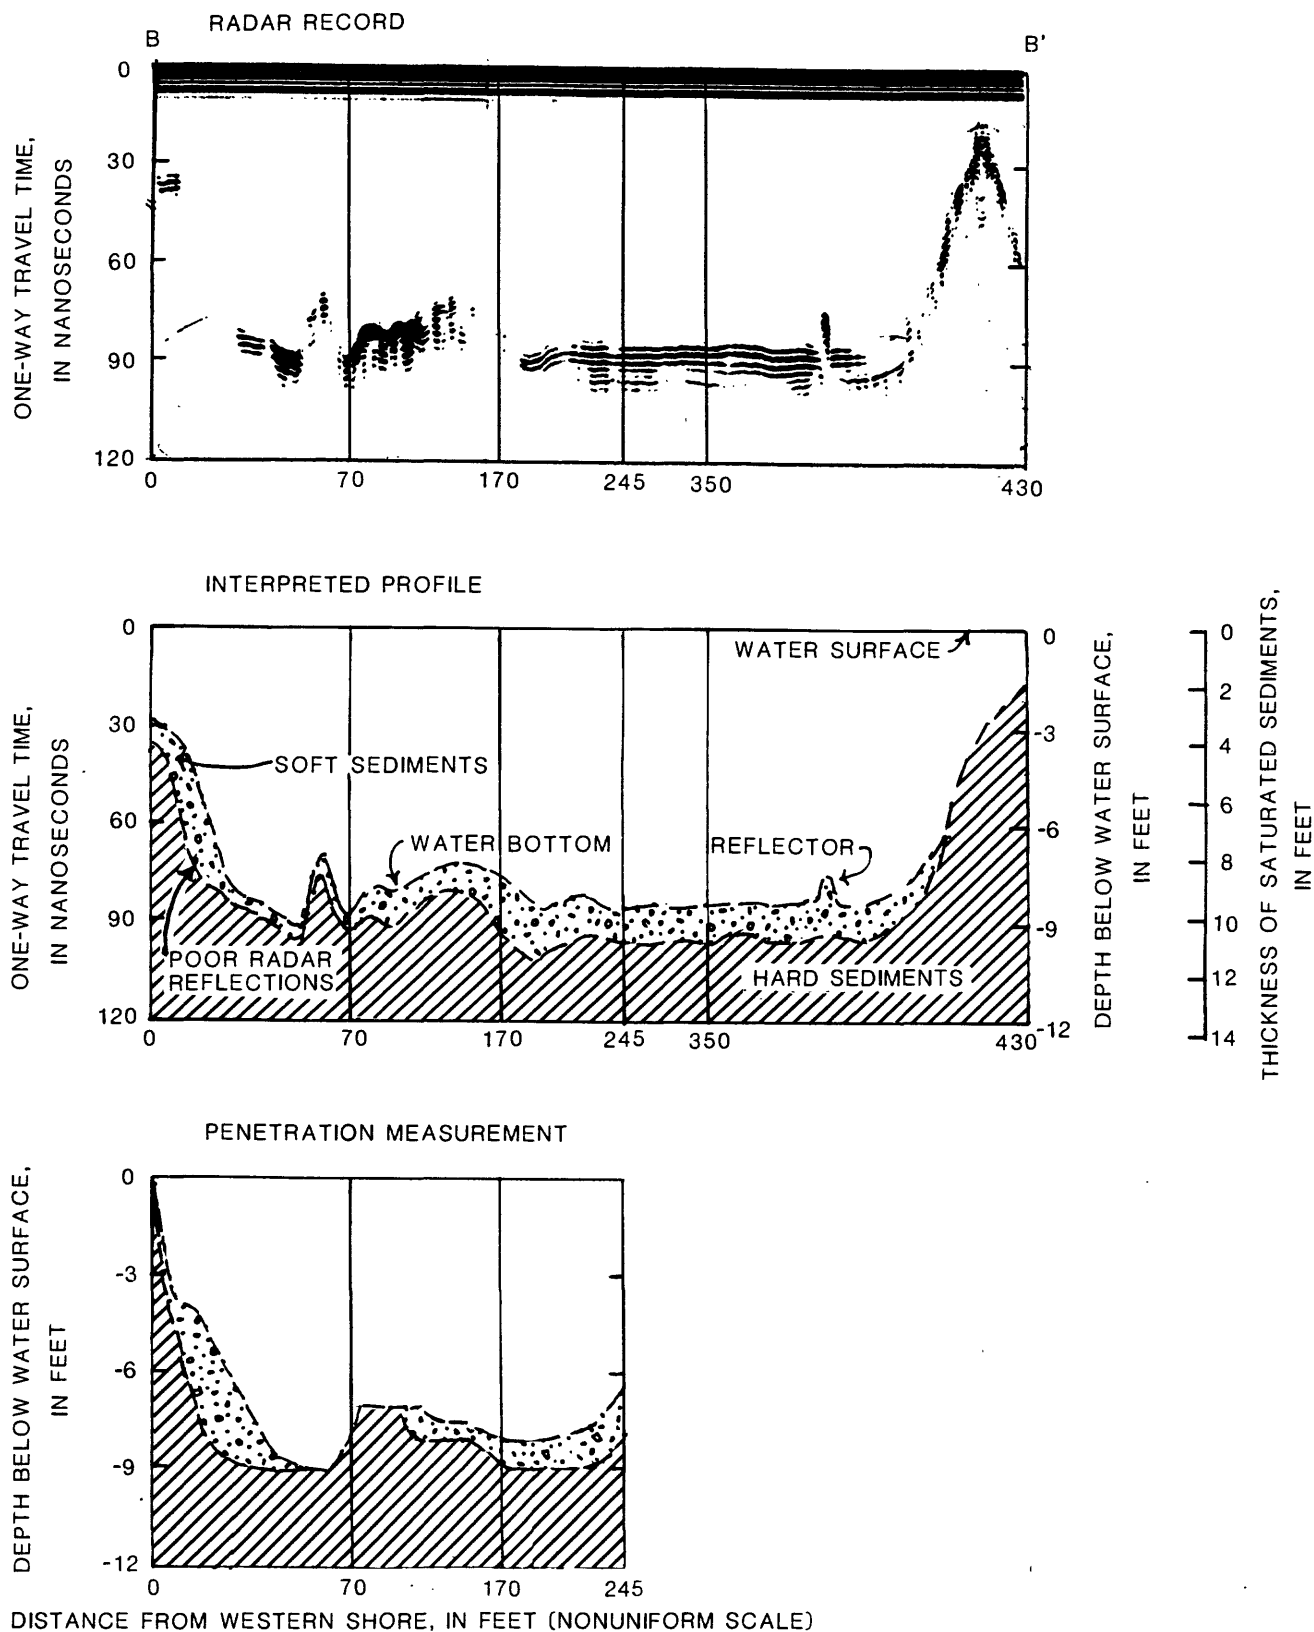 RADAR RECORD
B
B'
0
30
60
90
120
ONE-WAY TRAVEL TIME,
IN NANOSECONDS
0
70
170
245
350
430
INTERPRETED PROFILE
0
30
60
90
120
ONE-WAY TRAVEL TIME,
IN NANOSECONDS
WATER SURFACE
SOFT SEDIMENTS
WATER BOTTOM
REFLECTOR
POOR RADAR
REFLECTIONS
HARD SEDIMENTS
0
-3
-6
-9
-12
DEPTH BELOW WATER SURFACE,
IN FEET
0
2
4
6
8
10
12
14
THICKNESS OF SATURATED SEDIMENTS,
IN FEET
0
70
170
245
350
430
PENETRATION MEASUREMENT
0
-3
-6
-9
-12
DEPTH BELOW WATER SURFACE,
IN FEET
0
70
170
245
DISTANCE FROM WESTERN SHORE, IN FEET (NONUNIFORM SCALE)